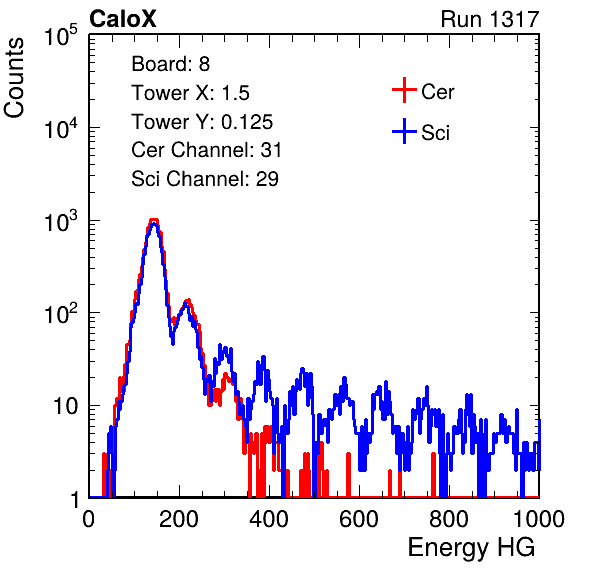 CaloX
Run 1317
Counts
10^5
10^4
10^3
10^2
10
1
Board: 8
Tower X: 1.5
Tower Y: 0.125
Cer Channel: 31
Sci Channel: 29
Cer
Sci
0 200 400 600 800 1000
Energy HG